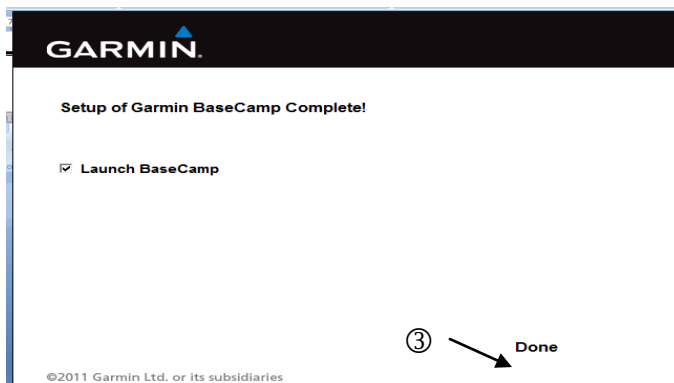 GARMIN.
Setup of Garmin BaseCamp Complete!
Launch BaseCamp
③
Done
©2011 Garmin Ltd. or its subsidiaries